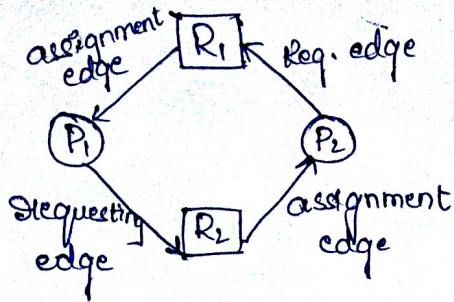 assignment
edge
R1
Req. edge
P1
P2
requesting
edge
R2
assignment
edge